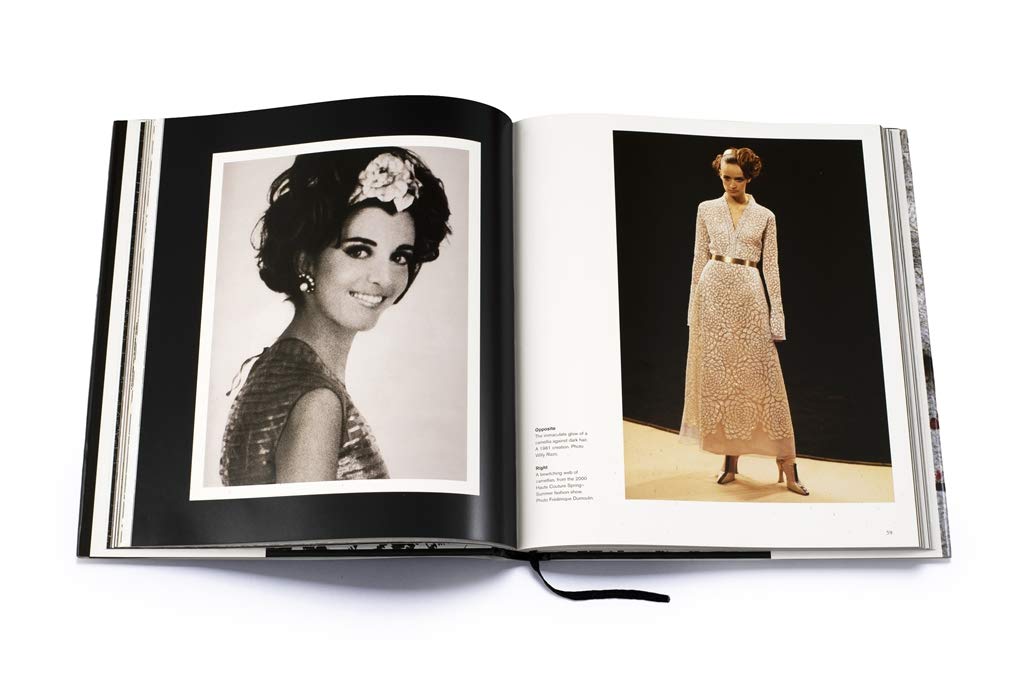 Opposite
The immaculate glow of a
camellia against dark hair.
A 1961 creation. Photo
Willy Rizzo.
Right
A bewitching web of
camellias, from the 2000
Haute Couture Spring–
Summer fashion show.
Photo Frédérique Dumoulin.
59